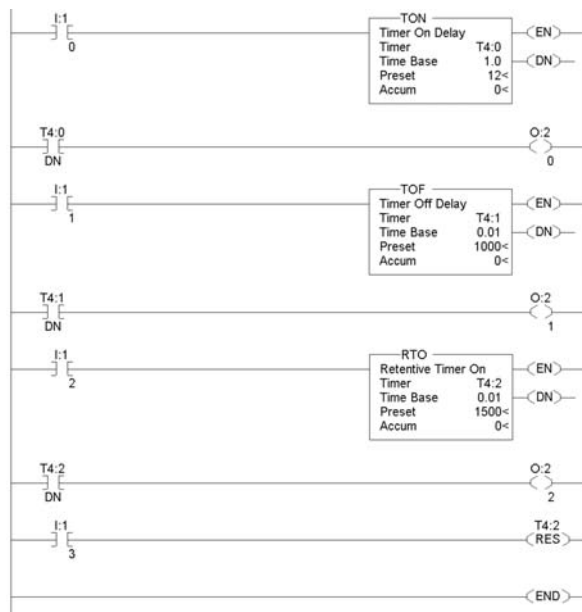 I:1
0
TON
Timer On Delay
Timer T4:0
Time Base 1.0
Preset 12<
Accum 0<
EN
DN
T4:0
DN
O:2
0
I:1
1
TOF
Timer Off Delay
Timer T4:1
Time Base 0.01
Preset 1000<
Accum 0<
EN
DN
T4:1
DN
O:2
1
I:1
2
RTO
Retentive Timer On
Timer T4:2
Time Base 0.01
Preset 1500<
Accum 0<
EN
DN
T4:2
DN
O:2
2
I:1
3
T4:2
RES
END